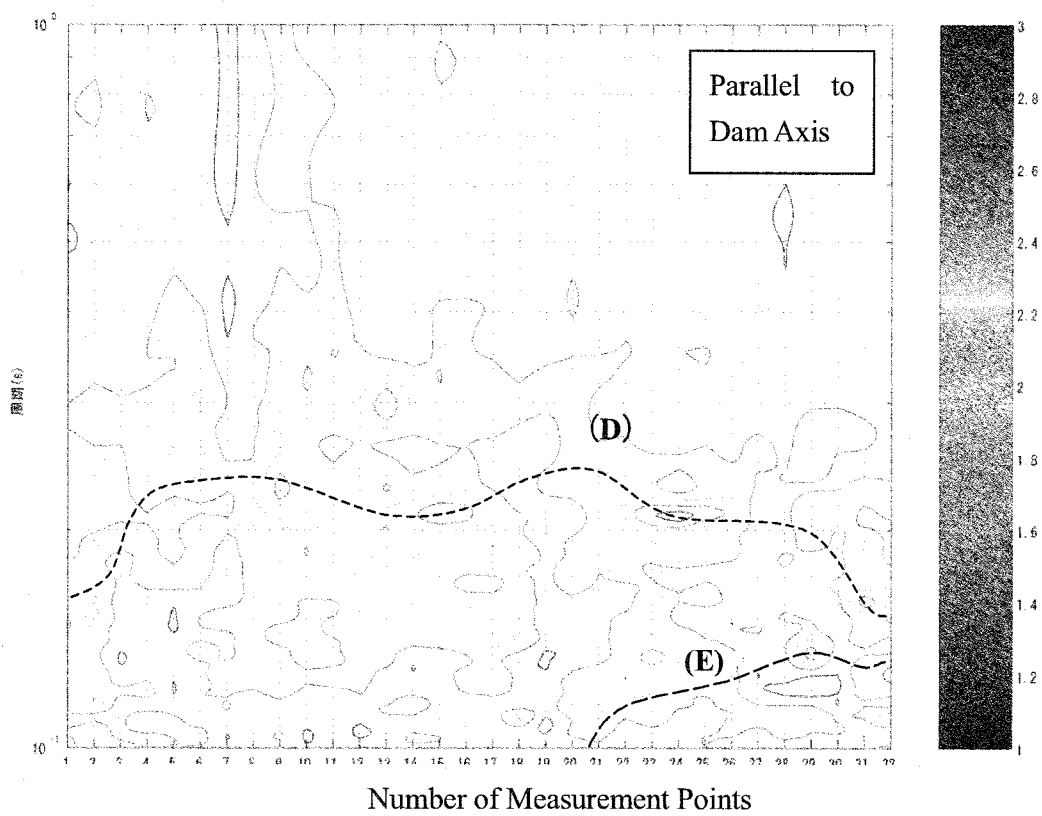 10⁰
Parallel to
Dam Axis
周期(s)
(D)
(E)
10⁻¹
1 2 3 4 5 6 7 8 9 10 11 12 13 14 15 16 17 18 19 20 21 22 23 24 25 26 27 28 29 30 31 32
Number of Measurement Points
3
2.8
2.6
2.4
2.2
2
1.8
1.6
1.4
1.2
1